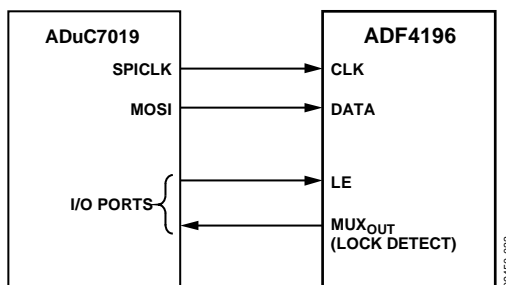 ADuC7019
ADF4196
SPICLK
CLK
MOSI
DATA
I/O PORTS
LE
MUXOUT
(LOCK DETECT)